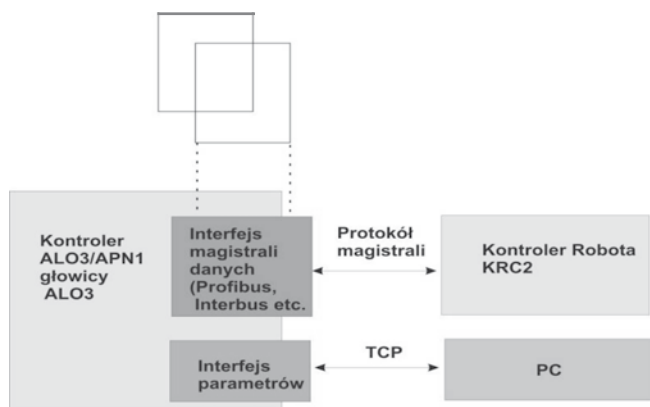 Kontroler
ALO3/APN1
głowicy
ALO3
Interfejs
magistrali
danych
(Profibus,
Interbus etc.
Protokół
magistrali
Kontroler Robota
KRC2
Interfejs
parametrów
TCP
PC